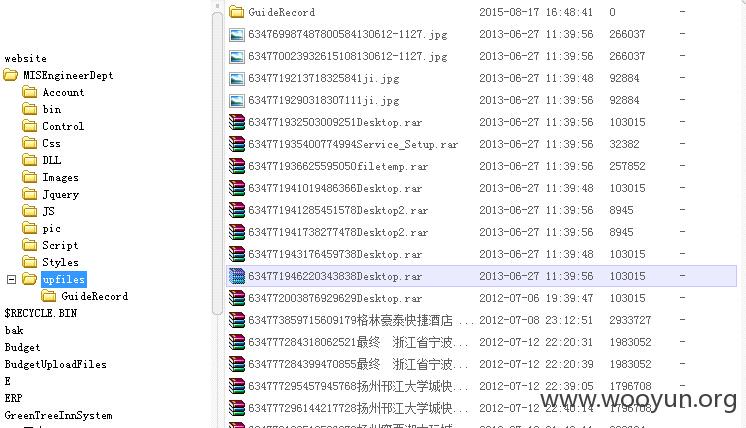 website
MISEngineerDept
Account
bin
Control
Css
DLL
Images
Jquery
JS
pic
Script
Styles
upfiles
GuideRecord
$RECYCLE.BIN
bak
Budget
BudgetUploadFiles
E
ERP
GreenTreeInnSystem
GuideRecord 2015-08-17 16:48:41 0 -
634769987487800584130612-1127.jpg 2013-06-27 11:39:56 266037 -
634770023932615108130612-1127.jpg 2013-06-27 11:39:56 266037 -
6347719213718325841ji.jpg 2013-06-27 11:39:48 92884 -
6347719290318307111ji.jpg 2013-06-27 11:39:56 92884 -
634771932503009251Desktop.rar 2013-06-27 11:39:56 103015 -
634771935400774994Service_Setup.rar 2013-06-27 11:39:56 32382 -
634771936625595050filetemp.rar 2013-06-27 11:39:56 257852 -
634771941019486366Desktop.rar 2013-06-27 11:39:48 103015 -
634771941285451578Desktop2.rar 2013-06-27 11:39:56 8945 -
634771941738277478Desktop2.rar 2013-06-27 11:39:56 8945 -
634771943176459738Desktop.rar 2013-06-27 11:39:48 103015 -
634771946220343838Desktop.rar 2013-06-27 11:39:56 103015 -
634772003876929629Desktop.rar 2012-07-06 19:39:47 103015 -
634773859715609179格林豪泰快捷酒店 ... 2012-07-08 23:12:51 2933727 -
634777284318062521最终 浙江省宁波... 2012-07-12 22:20:31 1983052 -
634777284399470855最终 浙江省宁波... 2012-07-12 22:20:39 1983052 -
634777295457945768扬州邗江大学城快... 2012-07-12 22:39:05 1796708 -
634777296144217728扬州邗江大学城快... 2012-07-12 22:40:14 1796708 -
www.wooyun.org